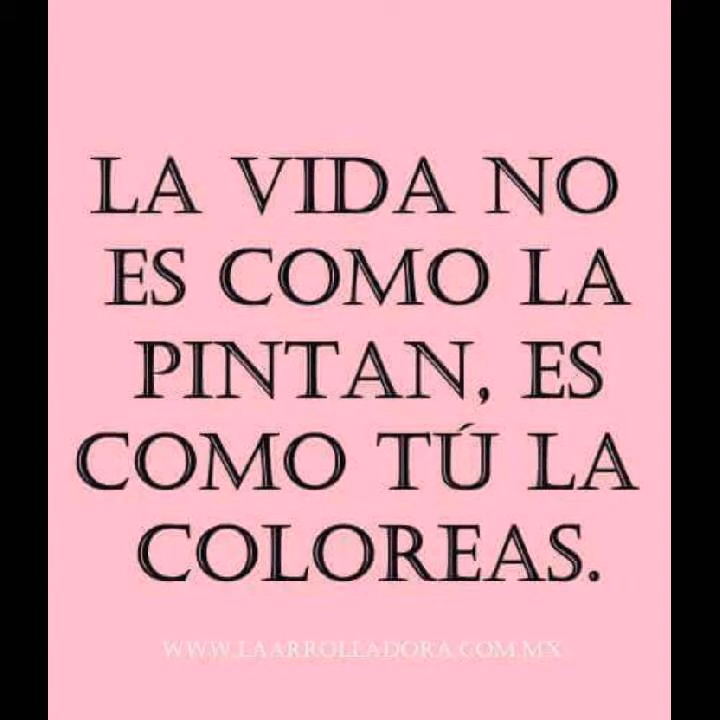 LA VIDA NO
ES COMO LA
PINTAN, ES
COMO TÚ LA
COLOREAS.
WWW.LAARROLLADORA.COM.MX